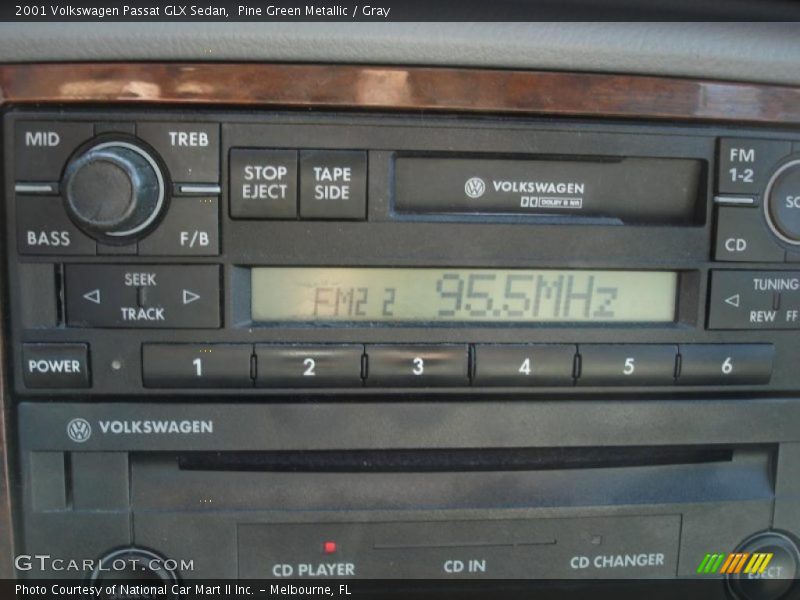 2001 Volkswagen Passat GLX Sedan, Pine Green Metallic / Gray
MID
TREB
BASS
F/B
STOP
EJECT
TAPE
SIDE
VOLKSWAGEN
DOLBY B NR
FM
1-2
SC
CD
SEEK
TRACK
FM2 2 95.5MHz
TUNING
REW FF
POWER
1 2 3 4 5 6
VOLKSWAGEN
CD PLAYER
CD IN
CD CHANGER
EJECT
GTCARLOT.COM
Photo Courtesy of National Car Mart II Inc. - Melbourne, FL